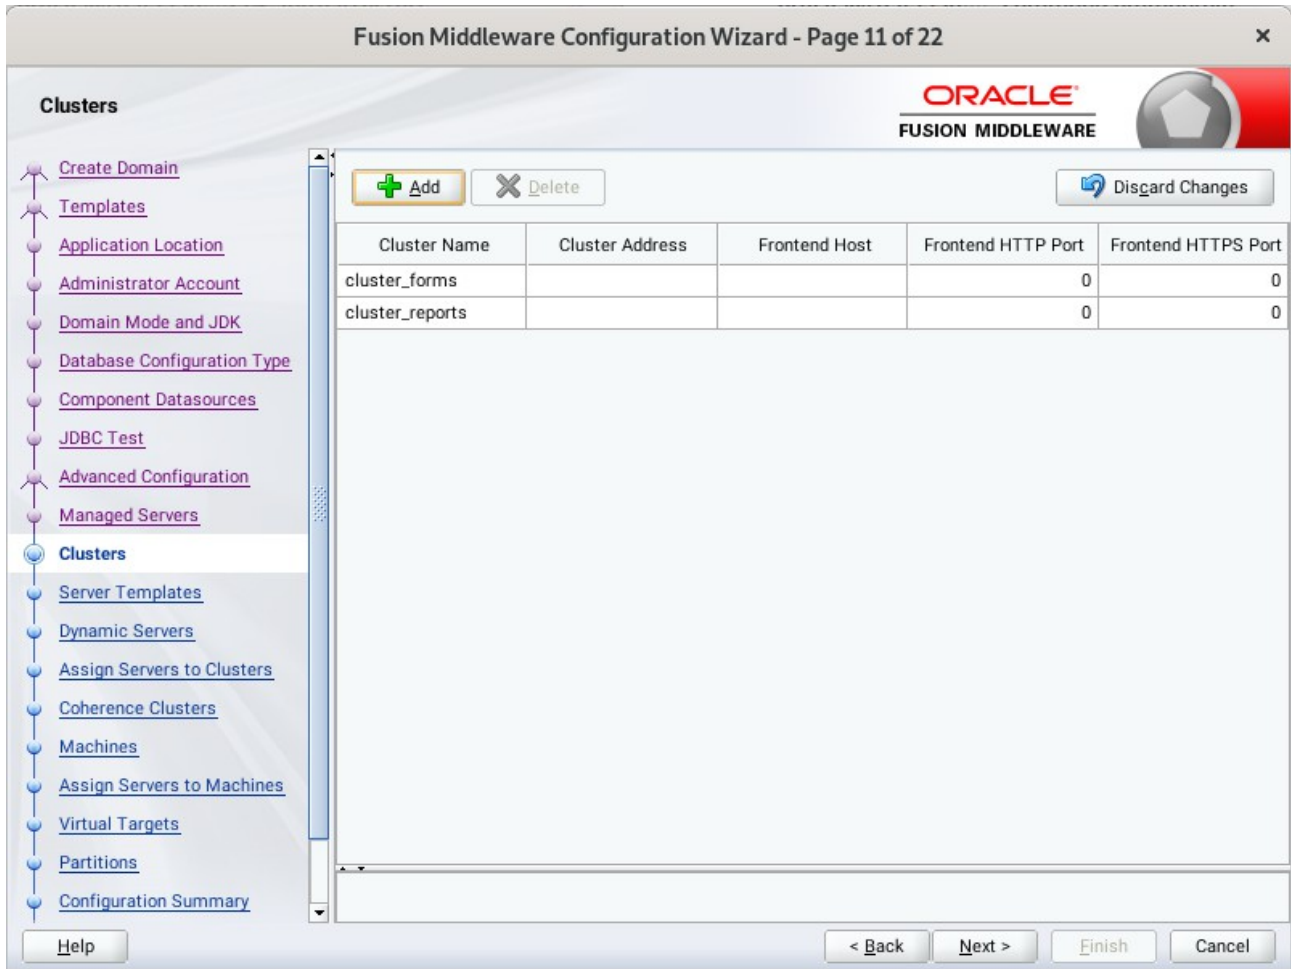 Fusion Middleware Configuration Wizard - Page 11 of 22
Clusters
ORACLE
FUSION MIDDLEWARE
Create Domain
Templates
Application Location
Administrator Account
Domain Mode and JDK
Database Configuration Type
Component Datasources
JDBC Test
Advanced Configuration
Managed Servers
Clusters
Server Templates
Dynamic Servers
Assign Servers to Clusters
Coherence Clusters
Machines
Assign Servers to Machines
Virtual Targets
Partitions
Configuration Summary
Add Delete Discard Changes
Cluster Name Cluster Address Frontend Host Frontend HTTP Port Frontend HTTPS Port
cluster_forms 0 0
cluster_reports 0 0
Help < Back Next > Finish Cancel